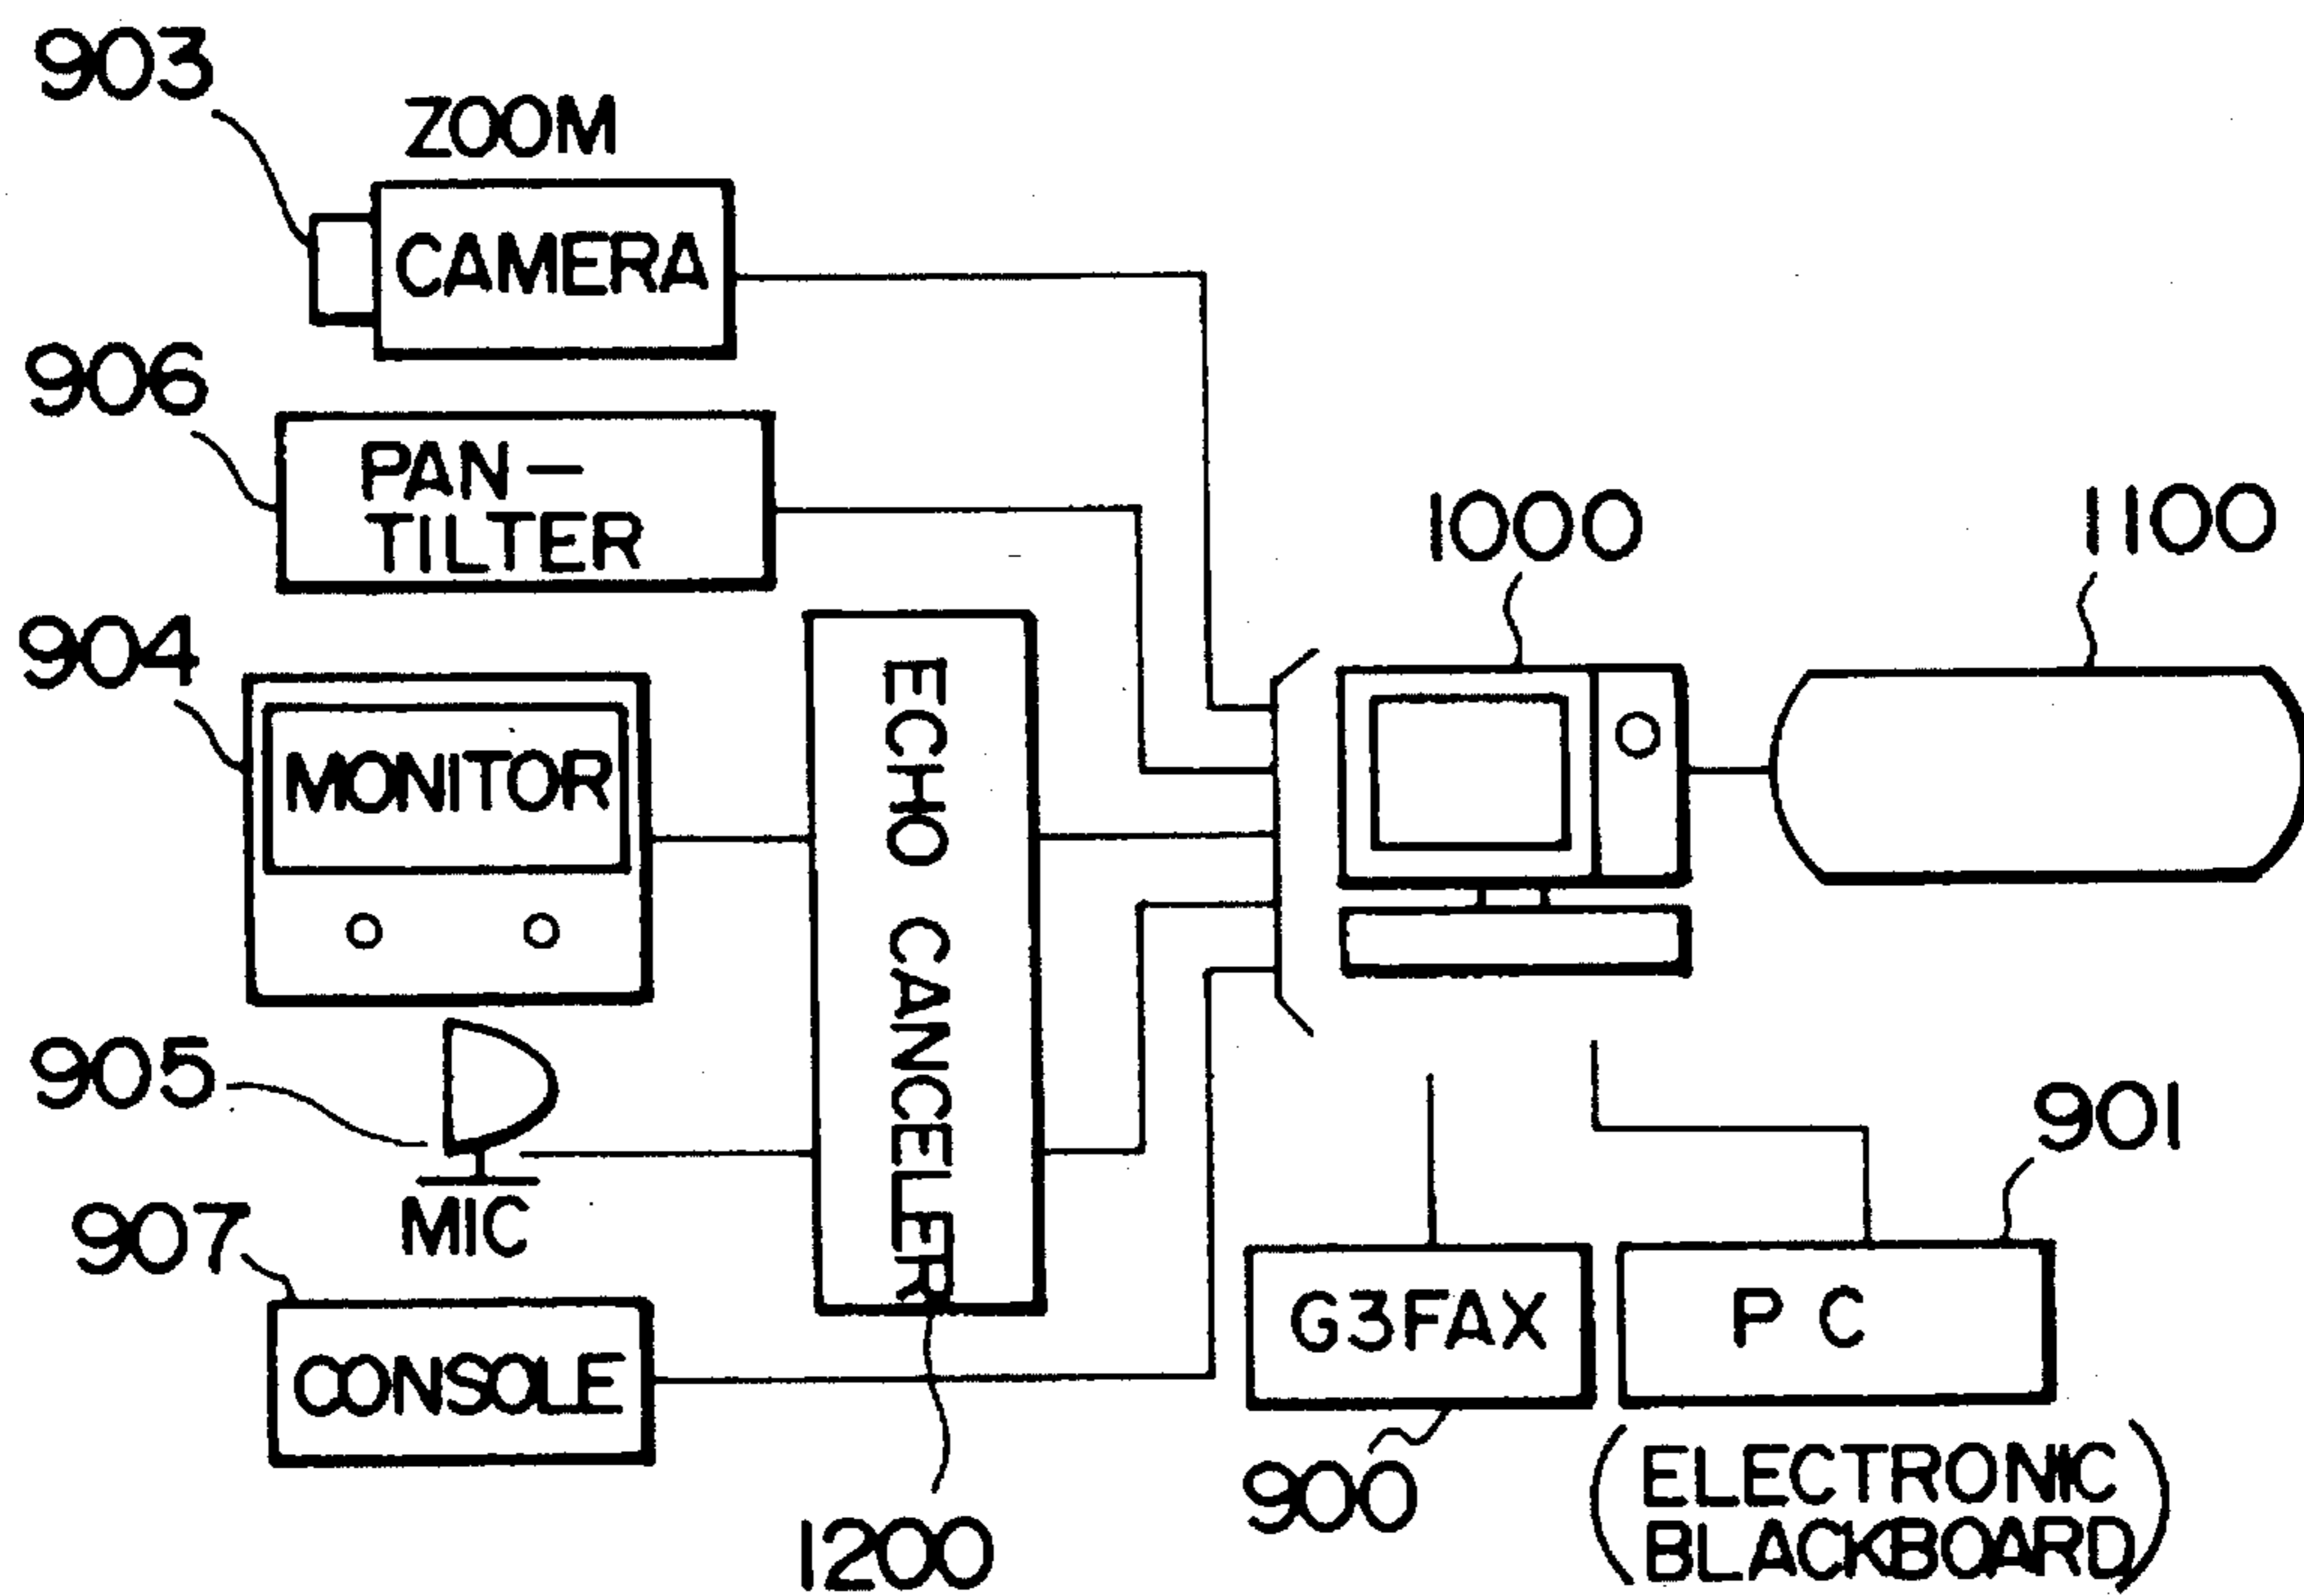 903
ZOOM
CAMERA
906
PAN-
TILTER
1000
1100
904
MONITOR
ECHO CANCELER
905
MIC
901
907
CONSOLE
G3FAX
P C
900
(ELECTRONIC
BLACKBOARD)
1200